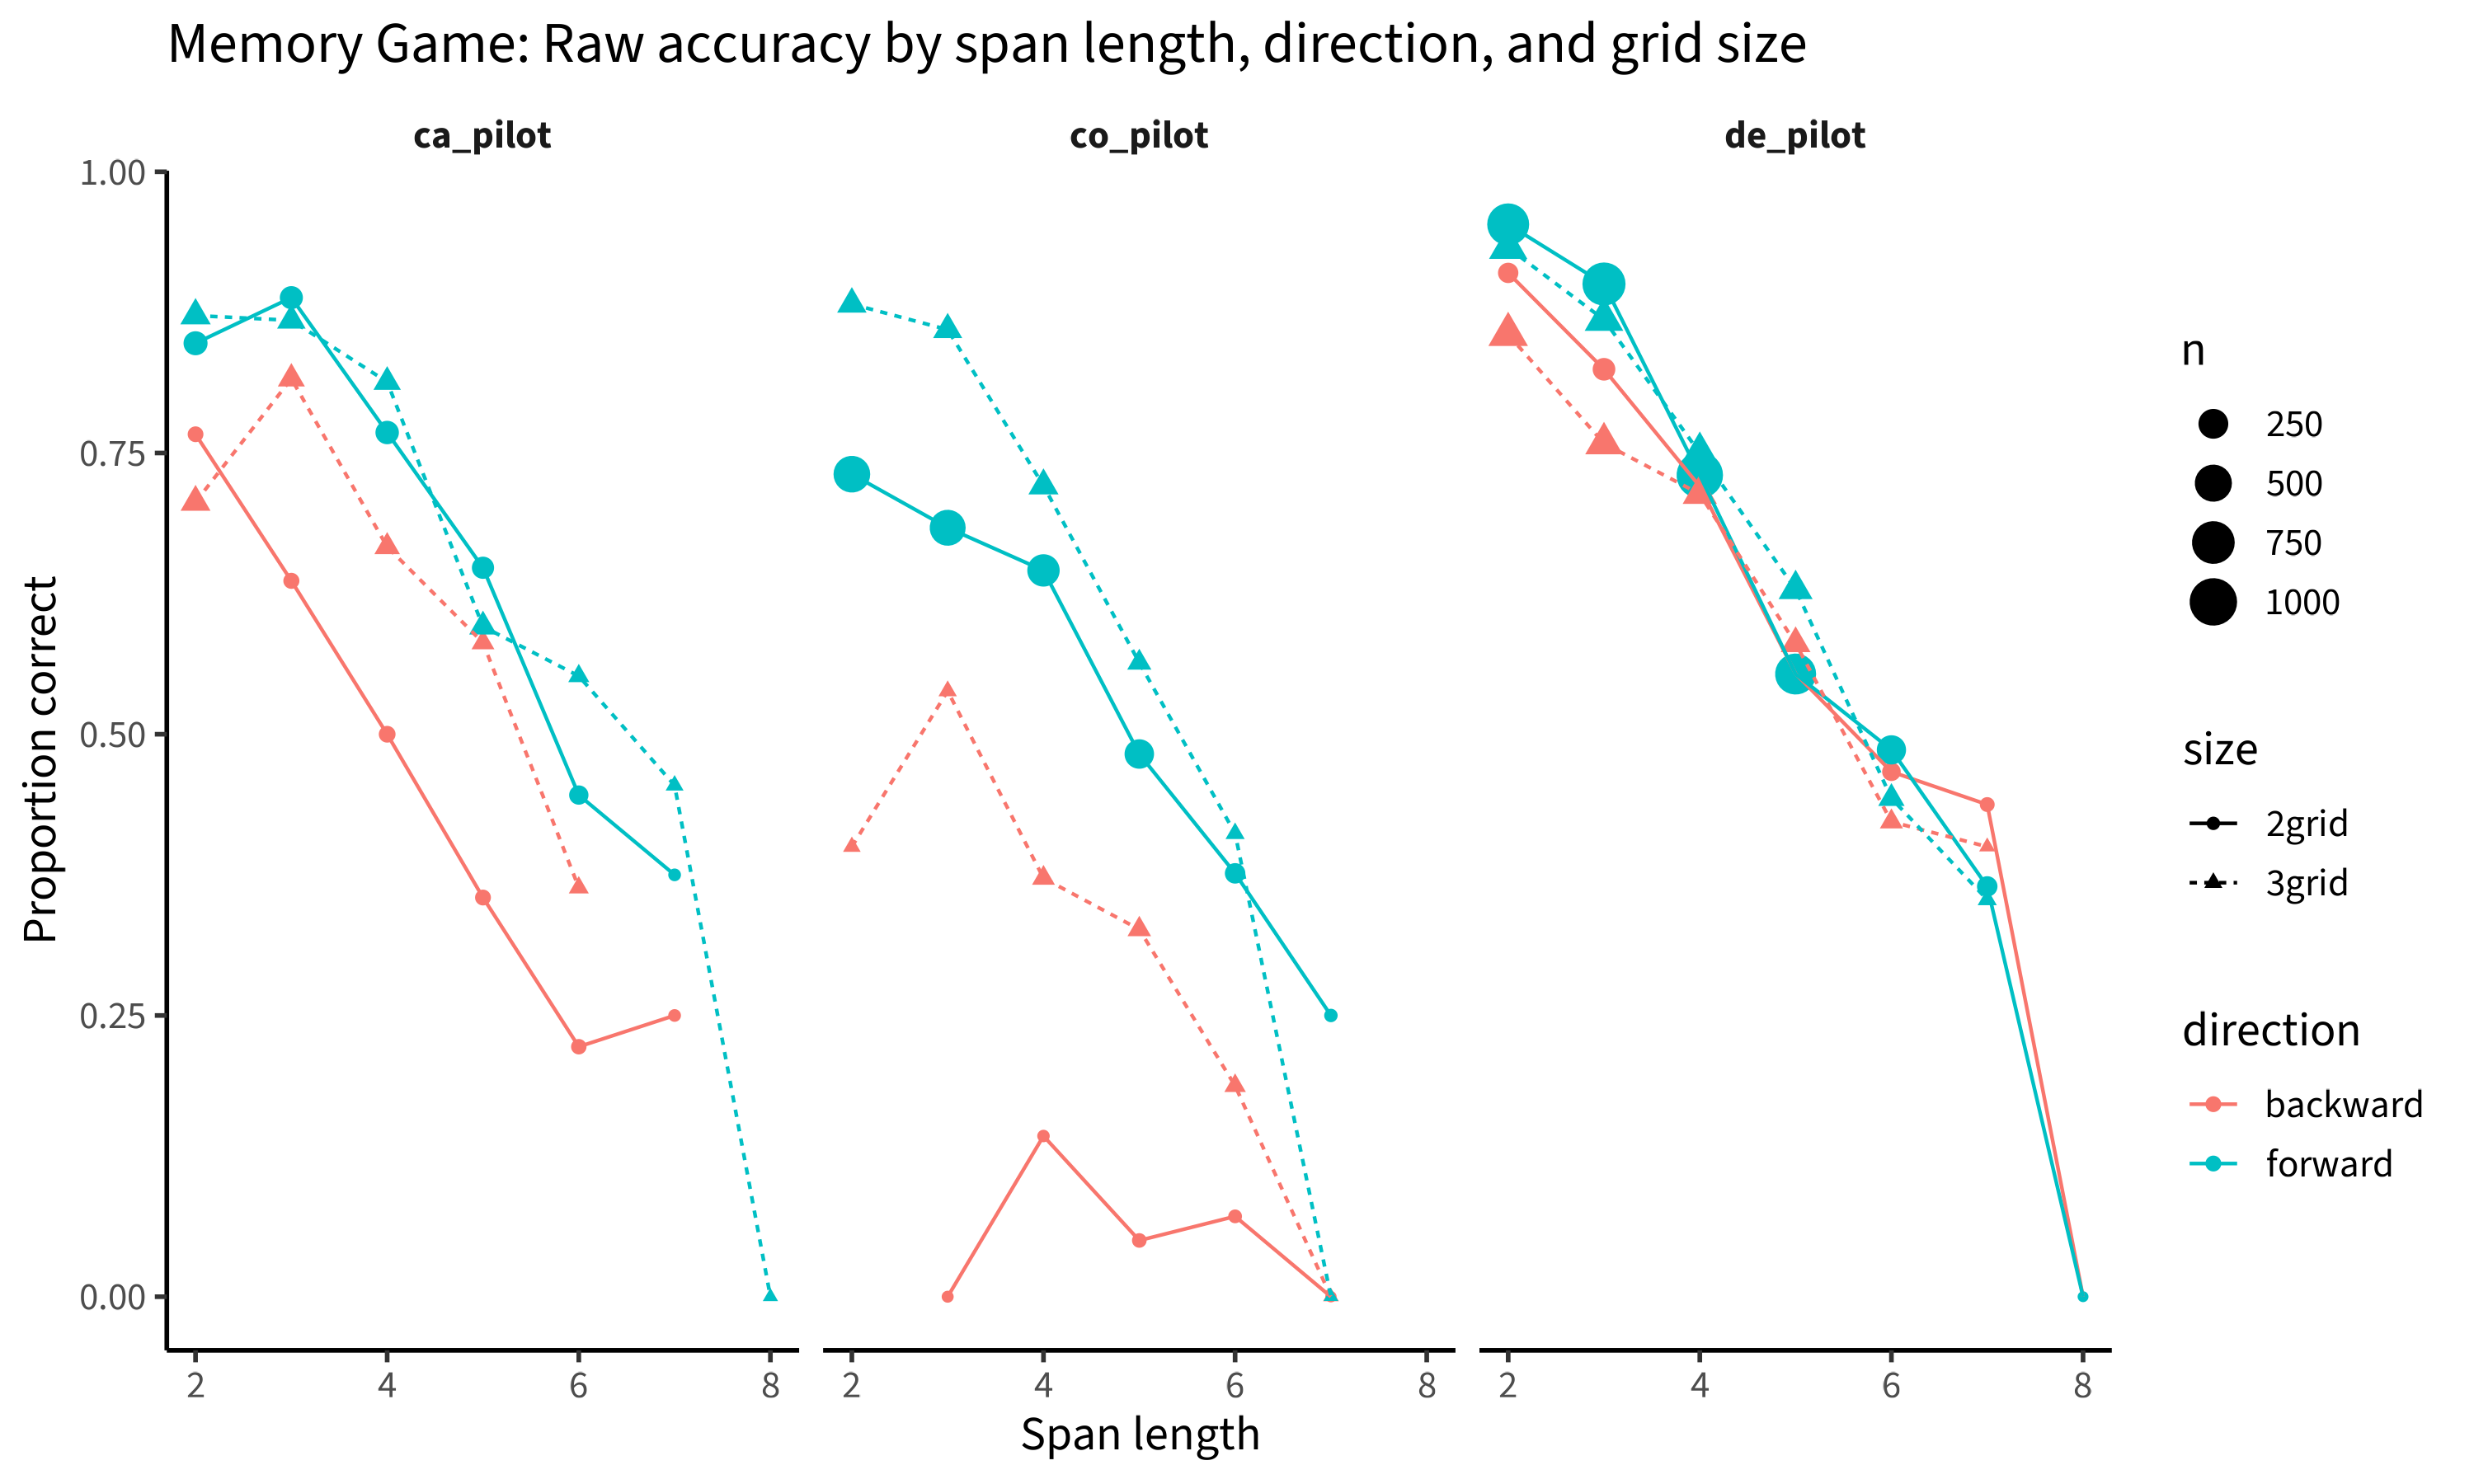 Memory Game: Raw accuracy by span length, direction, and grid size
ca_pilot
co_pilot
de_pilot
1.00
0.75
0.50
0.25
0.00
Proportion correct
2 4 6 8
2 4 6 8
2 4 6 8
Span length
n
250
500
750
1000
size
2grid
3grid
direction
backward
forward